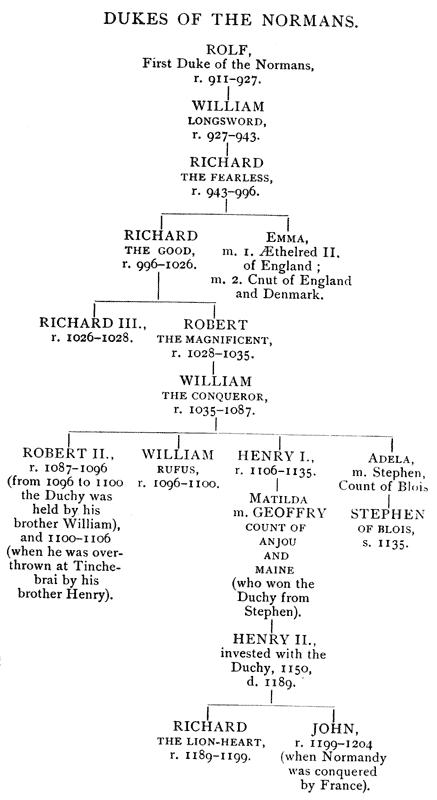 DUKES OF THE NORMANS.
ROLF,
First Duke of the Normans,
r. 911–927.
WILLIAM
LONGSWORD,
r. 927–943.
RICHARD
THE FEARLESS,
r. 943–996.
RICHARD
THE GOOD,
r. 996–1026.
EMMA,
m. 1. Æthelred II.
of England ;
m. 2. Cnut of England
and Denmark.
RICHARD III.,
r. 1026–1028.
ROBERT
THE MAGNIFICENT,
r. 1028–1035.
WILLIAM
THE CONQUEROR,
r. 1035–1087.
ROBERT II.,
r. 1087–1096
(from 1096 to 1100
the Duchy was
held by his
brother William),
and 1100–1106
(when he was over-
thrown at Tinche-
brai by his
brother Henry).
WILLIAM
RUFUS,
r. 1096–1100.
HENRY I.,
r. 1106–1135.
MATILDA
m. GEOFFRY
COUNT OF
ANJOU
AND
MAINE
(who won the
Duchy from
Stephen).
ADELA,
m. Stephen,
Count of Blois
STEPHEN
OF BLOIS,
s. 1135.
HENRY II.,
invested with the
Duchy, 1150,
d. 1189.
RICHARD
THE LION-HEART,
r. 1189–1199.
JOHN,
r. 1199–1204
(when Normandy
was conquered
by France).